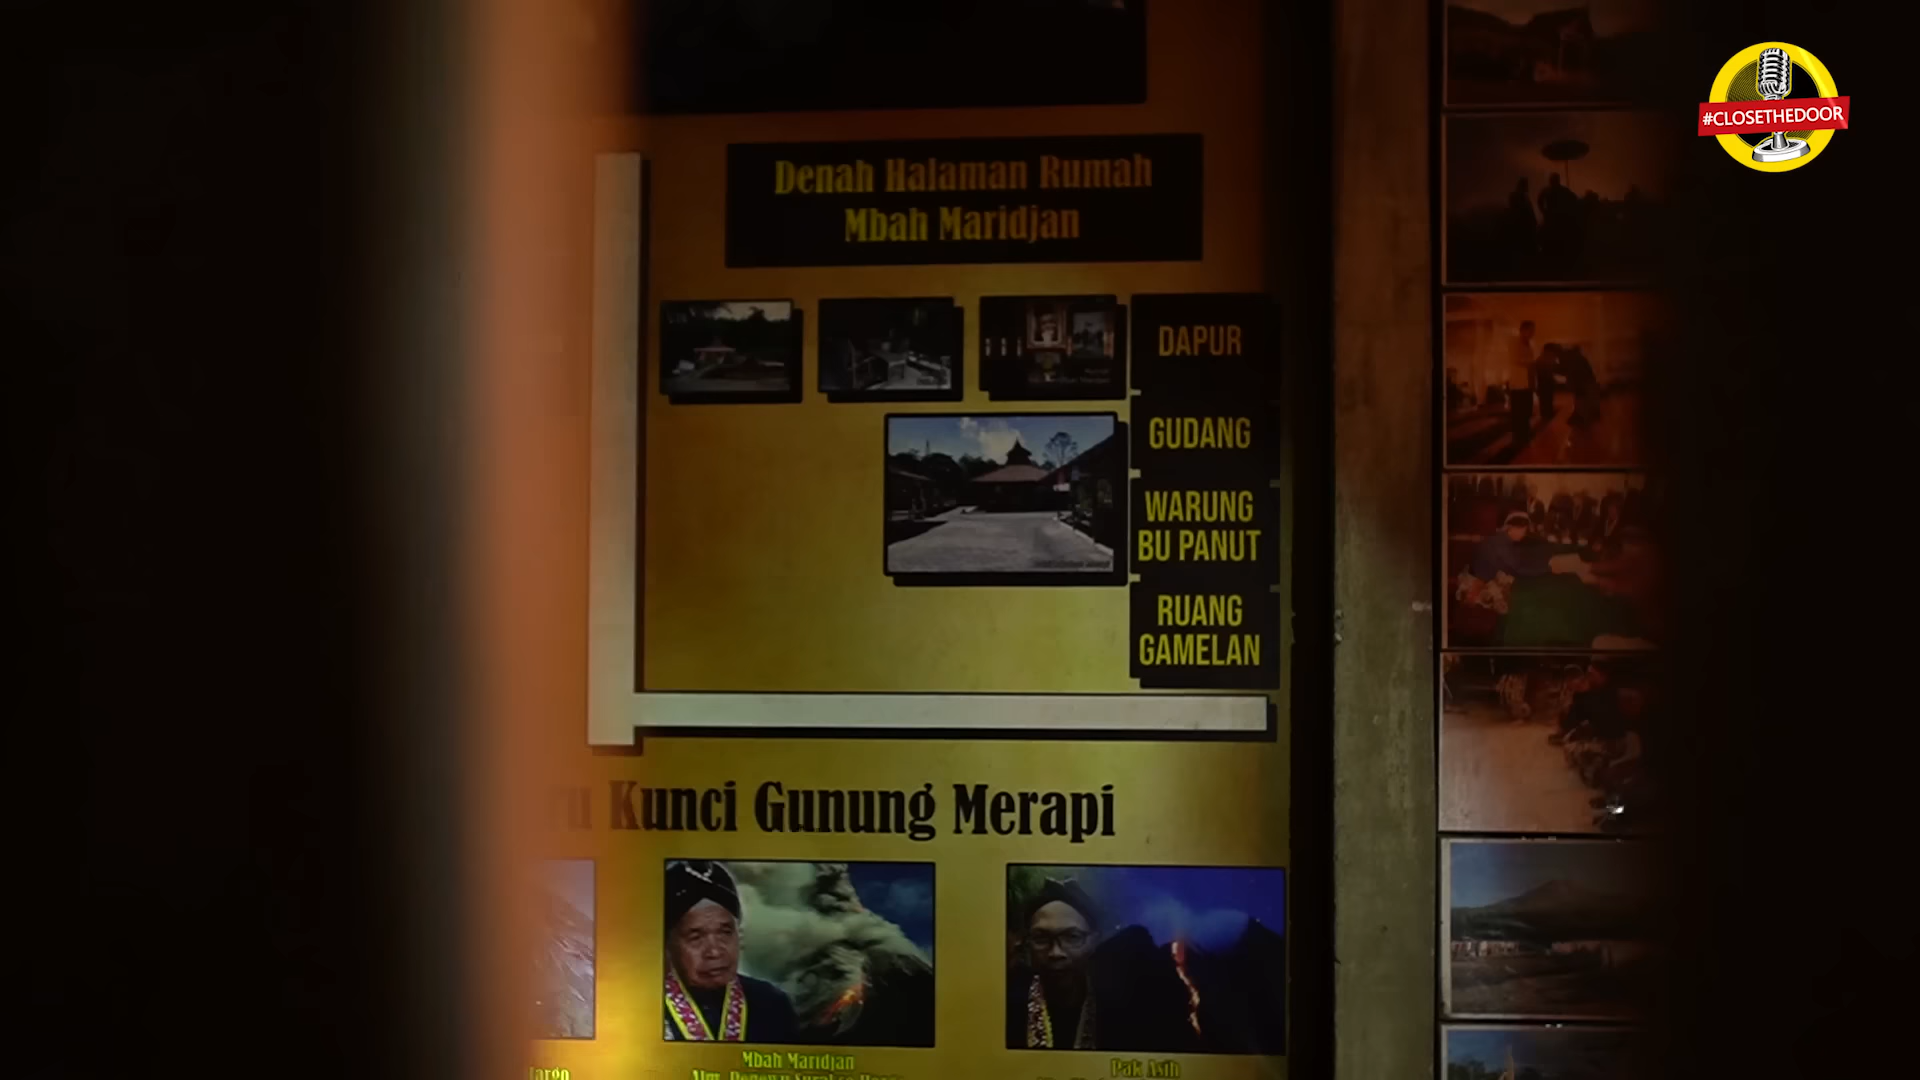 #CLOSETHEDOOR
Denah Halaman Rumah
Mbah Maridjan
DAPUR
GUDANG
WARUNG
BU PANUT
RUANG
GAMELAN
Kunci Gunung Merapi
Mbah Maridjan
Pak Asih